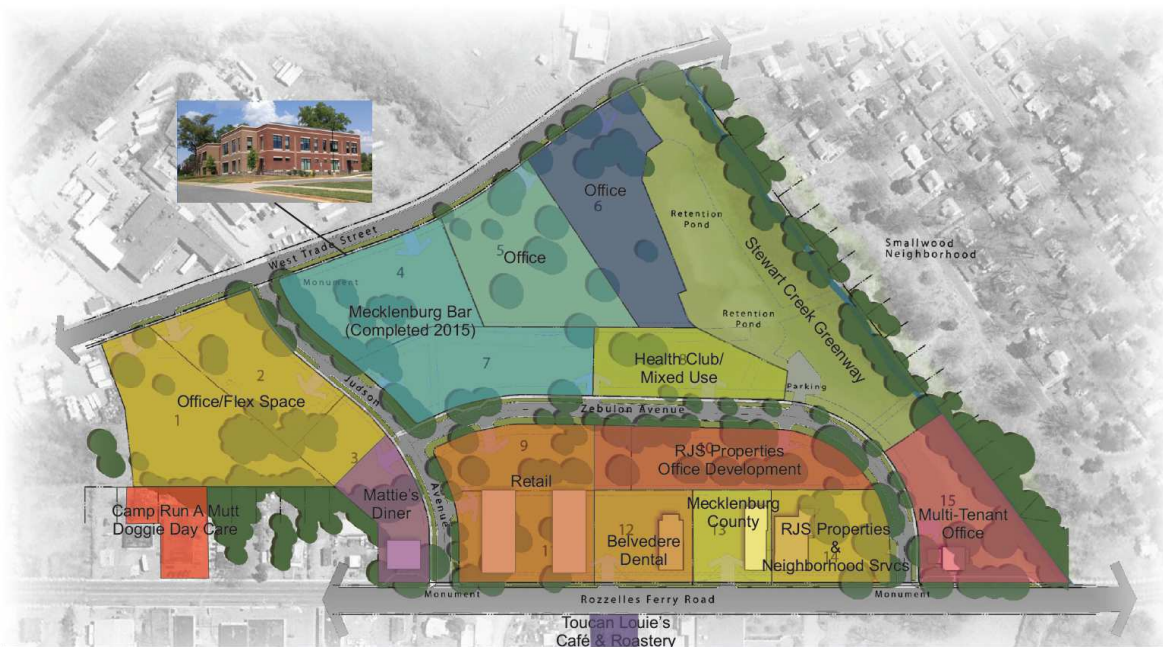 West Trade Street
Monument
4
Mecklenburg Bar
(Completed 2015)
5
Office
Office
6
Retention
Pond
Retention
Pond
Stewart Creek Greenway
Smallwood
Neighborhood
7
8
Health Club/
Mixed Use
Parking
Zebulon Avenue
Judson
Avenue
2
Office/Flex Space
1
3
Mattie's
Diner
Camp Run A Mutt
Doggie Day Care
9
Retail
10
RJS Properties
Office Development
12
Belvedere
Dental
Mecklenburg
County
13
RJS Properties
&
Neighborhood Srvcs
14
15
Multi-Tenant
Office
Monument
Rozzelles Ferry Road
Monument
Toucan Louie's
Café & Roastery